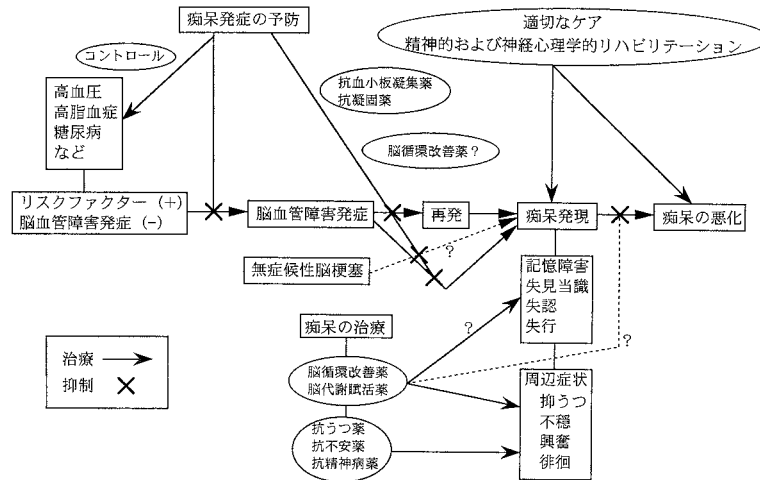 痴呆発症の予防
適切なケア
精神的および神経心理学的リハビリテーション
コントロール
抗血小板凝集薬
抗凝固薬
高血圧
高脂血症
糖尿病
など
脳循環改善薬？
リスクファクター（+）
脳血管障害発症（-）
脳血管障害発症
再発
痴呆発現
痴呆の悪化
無症候性脳梗塞
?
記憶障害
失見当識
失認
失行
痴呆の治療
?
?
治療
抑制
脳循環改善薬
脳代謝賦活薬
周辺症状
抑うつ
不穏
興奮
徘徊
抗うつ薬
抗不安薬
抗精神病薬